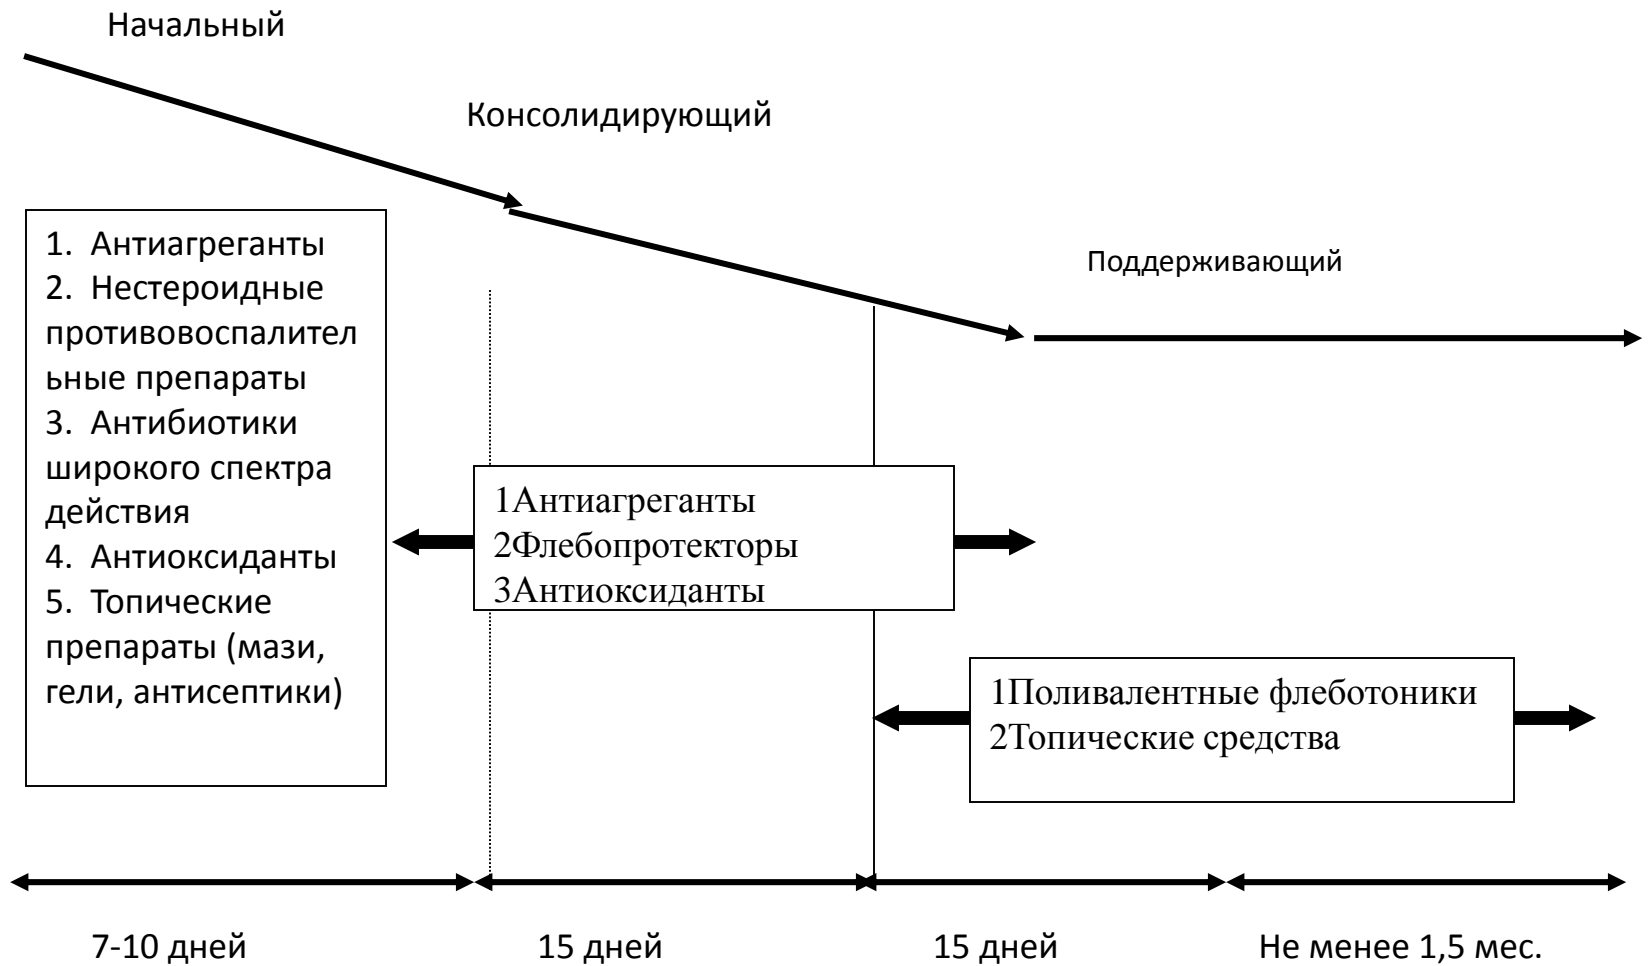 Начальный
Консолидирующий
Поддерживающий
1. Антиагреганты
2. Нестероидные
противовоспалител
ьные препараты
3. Антибиотики
широкого спектра
действия
4. Антиоксиданты
5. Топические
препараты (мази,
гели, антисептики)
1Антиагреганты
2Флебопротекторы
3Антиоксиданты
1Поливалентные флеботоники
2Топические средства
7-10 дней
15 дней
15 дней
Не менее 1,5 мес.